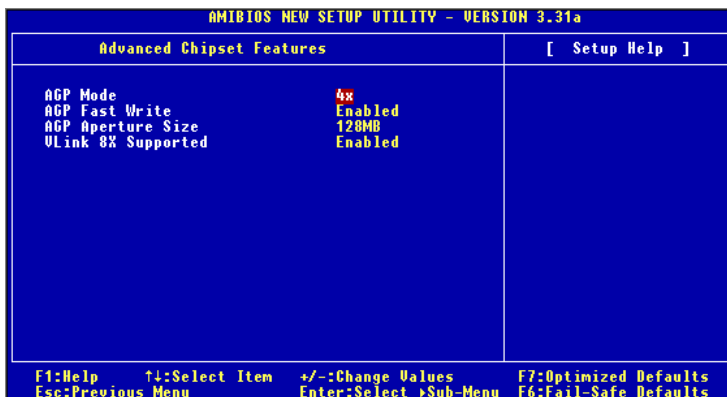 AMIBIOS NEW SETUP UTILITY - VERSION 3.31a
Advanced Chipset Features [ Setup Help ]
AGP Mode 4x
AGP Fast Write Enabled
AGP Aperture Size 128MB
VLink 8X Supported Enabled
F1:Help ↑↓:Select Item +/-:Change Values F7:Optimized Defaults
Esc:Previous Menu Enter:Select ▸Sub-Menu F6:Fail-Safe Defaults